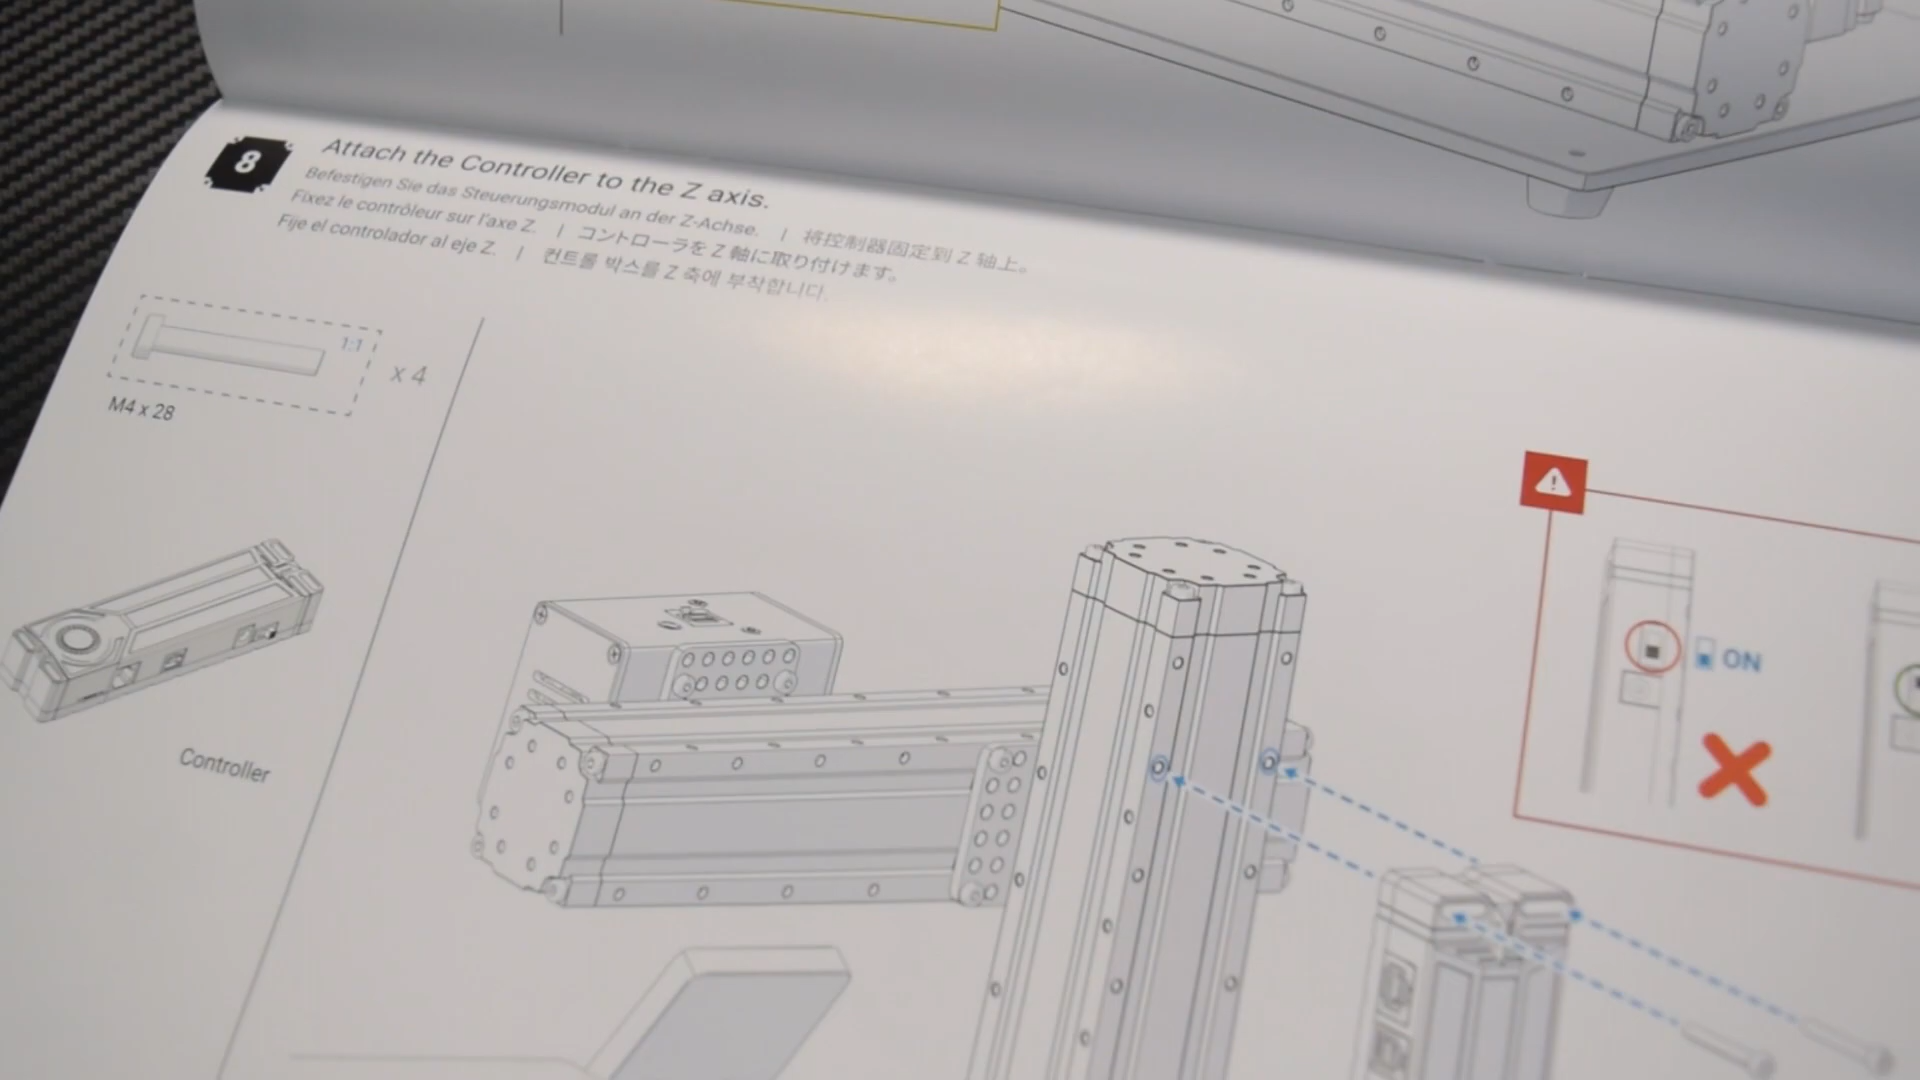 8
Attach the Controller to the Z axis.
Befestigen Sie das Steuerungsmodul an der Z-Achse. | 将控制器固定到 Z 轴上。
Fixez le contrôleur sur l'axe Z. | コントローラを Z 軸に取り付けます。
Fije el controlador al eje Z. | 컨트롤 박스를 Z 축에 부착합니다.
1:1
x 4
M4 x 28
ON
Controller